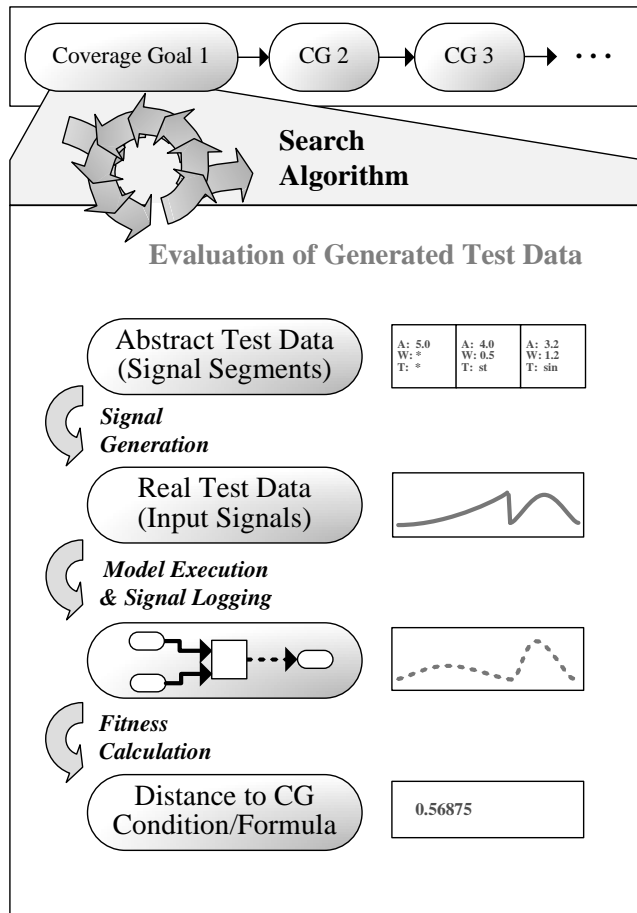 Coverage Goal 1
CG 2
CG 3
...
Search
Algorithm
Evaluation of Generated Test Data
Abstract Test Data
(Signal Segments)
A: 5.0
W: *
T: *
A: 4.0
W: 0.5
T: st
A: 3.2
W: 1.2
T: sin
Signal
Generation
Real Test Data
(Input Signals)
Model Execution
& Signal Logging
Fitness
Calculation
Distance to CG
Condition/Formula
0.56875